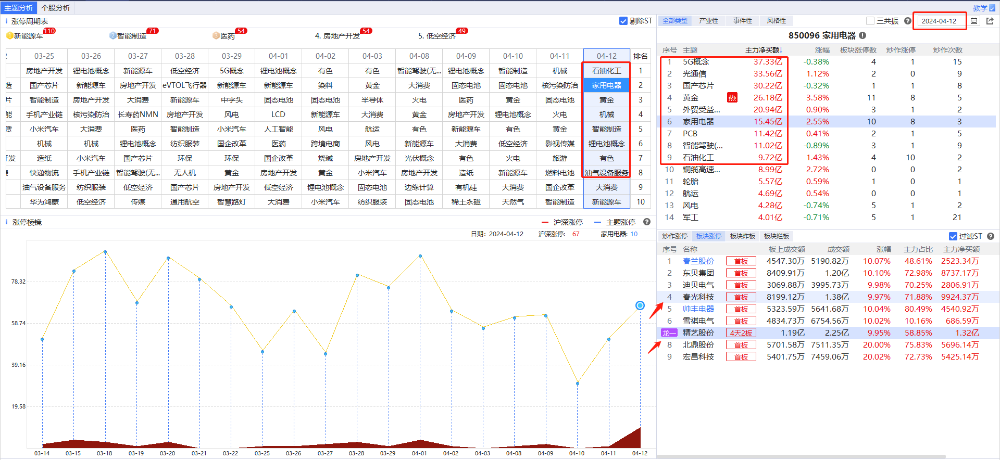 主题分析 个股分析 教学
涨停周期表 剔除ST
1 新能源车 110 2 智能制造 71 3 医药 54 4. 房地产开发 54 5. 低空经济 49
2 03-25 03-26 03-27 03-28 03-29 04-01 04-02 04-03 04-08 04-09 04-10 04-11 04-12 排名
房地产开发 锂电池概念 新能源车 低空经济 5G概念 锂电池概念 有色 有色 智能驾驶(无... 锂电池概念 智能制造 机械 石油化工 1
造 国产芯片 新能源车 房地产开发 eVTOL飞行器 新能源车 新能源车 染料 黄金 大消费 固态电池 固态电池 核污染防治 家用电器 2
片 智能制造 房地产开发 大消费 新能源车 中字头 固态电池 固态电池 半导体 火电 医药 黄金 固态电池 黄金 3
能 手机产业链 核污染防治 长寿药NMN 房地产开发 风电 LCD 新能源车 大消费 黄金 房地产开发 锂电池概念 火电 机械 4
赁 小米汽车 大消费 医药 智能制造 小米汽车 人工智能 风电 航运 有色 新能源车 有色 黄金 智能制造 5
机械 机械 锂电池概念 纺织服装 国企改革 医药 跨境电商 风电 新能源车 大消费 低空经济 影视传媒 锂电池概念 6
开发 造纸 小米汽车 国产芯片 环保 环保 国企改革 烧碱 房地产开发 光伏概念 有色 火电 旅游 有色 7
快递物流 手机产业链 智能驾驶(无... 无人机 黄金 房地产开发 黄金 小米汽车 房地产开发 造纸 新能源车 燃料电池 油气设备服务 8
油气设备服务 纺织服装 低空经济 国产芯片 房地产开发 低空经济 锂电池概念 固态电池 边缘计算 有机硅 大消费 国企改革 大消费 9
华为鸿蒙 低空经济 传媒 通用航空 智慧路灯 大消费 小米汽车 纺织服装 固态电池 稀土永磁 天然气 智能制造 新能源车 10
涨停棱镜 沪深涨停 主题涨停
日期: 2024-04-12 沪深涨停: 67 家用电器: 10
78.32
58.74
39.16
19.58
03-14 03-15 03-18 03-19 03-20 03-21 03-22 03-25 03-26 03-27 03-28 03-29 04-01 04-02 04-03 04-08 04-09 04-10 04-11 04-12
全部类型 产业性 事件性 风格性 三共振 2024-04-12
850096 家用电器
序号 主题 主力净买额↓ 涨幅 板块涨停数 炒作涨停 炒作次数
1 5G概念 37.33亿 -0.38% 4 1 15
2 光通信 33.56亿 1.12% 2 0 9
3 国产芯片 30.22亿 -0.32% 1 1 8
4 黄金 热 26.18亿 3.58% 11 8 5
5 外贸受益... 20.94亿 0.90% 3 1 2
6 家用电器 15.45亿 2.55% 10 8 3
7 PCB 11.42亿 0.41% 2 1 5
8 智能驾驶(... 11.02亿 -0.89% 3 1 9
9 石油化工 9.72亿 1.43% 4 10 2
10 铜缆高速... 8.99亿 2.72% 0 0 2
11 轮胎 5.57亿 0.59% 1 0 1
12 航运 4.69亿 0.54% 0 0 1
13 风电 4.28亿 -0.74% 5 1 2
14 军工 4.01亿 -0.71% 5 1 21
炒作涨停 板块涨停 板块炸板 板块烂板 过滤ST
序号 名称 板上成交额 成交额 涨幅 主力占比 主力净买额
1 春兰股份 首板 4547.30万 5190.82万 10.07% 48.61% 2523.34万
2 东贝集团 首板 8409.91万 1.20亿 10.10% 72.98% 8737.17万
3 迪贝电气 首板 3069.88万 3995.73万 9.98% 70.25% 2806.91万
4 春光科技 首板 8199.12万 1.38亿 9.97% 71.88% 9924.37万
5 帅丰电器 首板 5323.59万 5641.68万 10.04% 80.49% 4540.92万
6 雪祺电气 首板 4834.73万 6754.56万 10.02% 10.16% 686.59万
龙一 精艺股份 4天2板 1.19亿 2.25亿 9.95% 58.85% 1.32亿
8 北鼎股份 首板 5701.58万 7511.35万 20.00% 75.83% 5696.14万
9 宏昌科技 首板 5401.75万 7459.06万 20.02% 72.73% 5425.14万